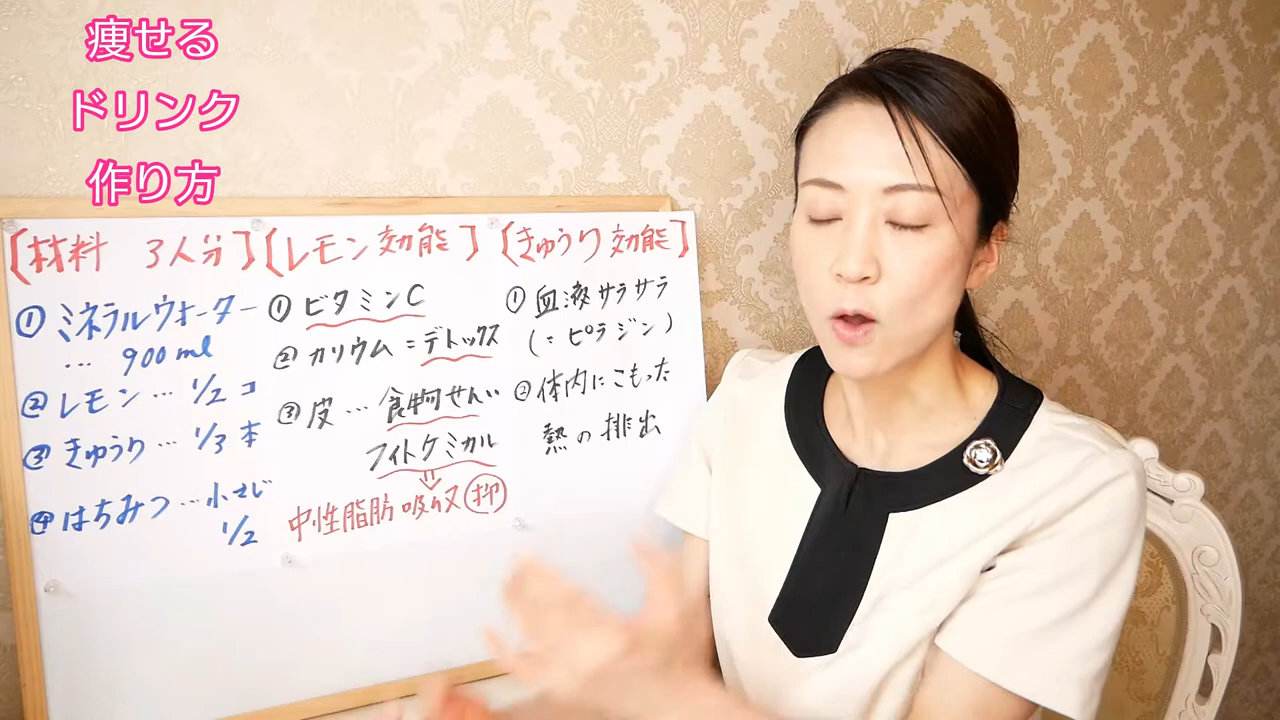 痩せる
ドリンク
作り方
[材料 3人分]
① ミネラルウォーター
… 900ml
② レモン … 1/2コ
③ きゅうり … 1/3本
④ はちみつ … 小さじ
1/2
[レモン効能]
① ビタミンC
② カリウム = デトックス
③ 皮 … 食物せんい
フィトケミカル
⇓
中性脂肪吸収 抑
[きゅうり効能]
① 血液サラサラ
(= ピラジン)
② 体内にこもった
熱の排出